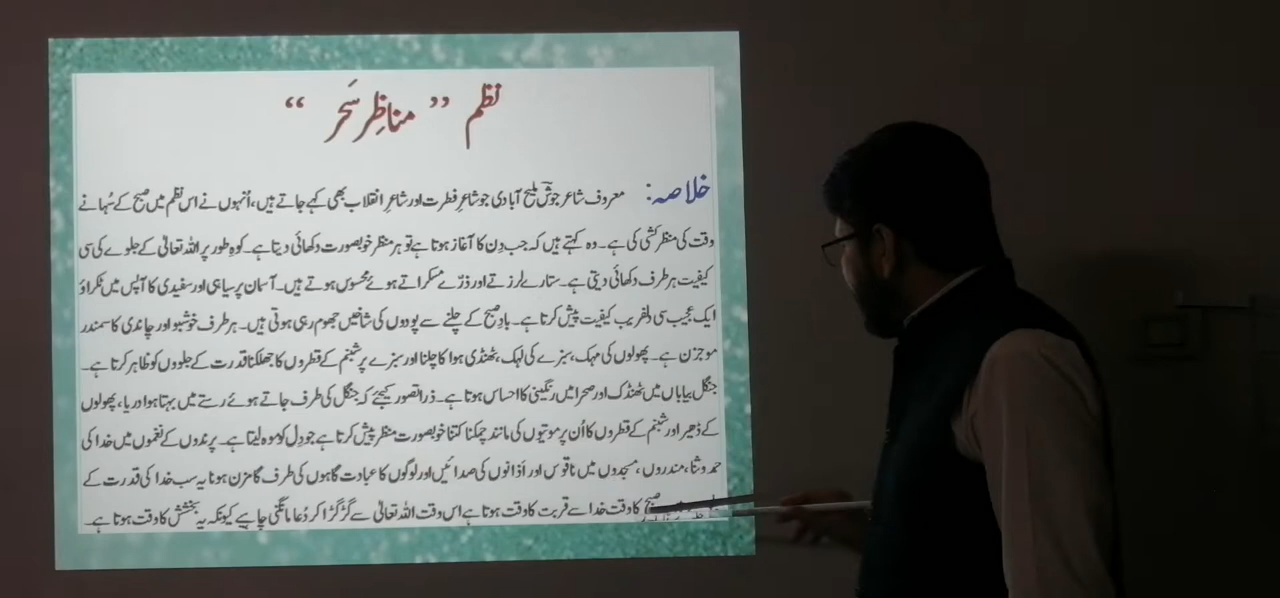 نظم ”مناظِر سَحَر“
خلاصہ: معروف شاعر جوشؔ ملیح آبادی جو شاعرِ فطرت اور شاعرِ انقلاب بھی کہے جاتے ہیں، اُنہوں نے اس نظم میں صبح کے سُہانے
وقت کی منظر کشی کی ہے۔ وہ کہتے ہیں کہ جب دِن کا آغاز ہوتا ہے تو ہر منظر خوبصورت دکھائی دیتا ہے۔ کوہِ طور پر اللہ تعالیٰ کے جلوے کی سی
کیفیت ہر طرف دکھائی دیتی ہے۔ ستارے لرزتے اور ذرّے مسکراتے ہوئے محسوس ہوتے ہیں۔ آسمان پر سیاہی اور سفیدی کا آپس میں ٹکراؤ
ایک عجیب سی دلفریب کیفیت پیش کرتا ہے۔ بادِ صبح کے چلنے سے پودوں کی شاخیں جھوم رہی ہوتی ہیں۔ ہر طرف خوشبو اور چاندی کا سمندر
موجزن ہے۔ پھولوں کی مہک، سبزے کی لہک، ٹھنڈی ہوا کا چلنا اور سبزے پر شبنم کے قطروں کا جھلکنا قدرت کے جلووں کو ظاہر کرتا ہے۔
جنگل بیاباں میں ٹھنڈک اور صحرا میں رنگینی کا احساس ہوتا ہے۔ ذرا تصور کیجیے کہ جنگل کی طرف جاتے ہوئے رستے میں بہتا ہوا دریا، پھولوں
کے ڈھیر اور شبنم کے قطروں کا اُن پر موتیوں کی مانند چمکنا کتنا خوبصورت منظر پیش کرتا ہے جو دِل کو موہ لیتا ہے۔ پرندوں کے نغموں میں خدا کی
حمد و ثنا، مندروں، مسجدوں میں ناقوس اور اَذانوں کی صدائیں اور لوگوں کا عبادت گاہوں کی طرف گامزن ہونا یہ سب خدا کی قدرت کے
صبح کا وقت خدا سے قربت کا وقت ہوتا ہے اس وقت اللہ تعالیٰ سے گڑگڑا کر دُعا مانگنی چاہیے کیونکہ یہ بخشش کا وقت ہوتا ہے۔